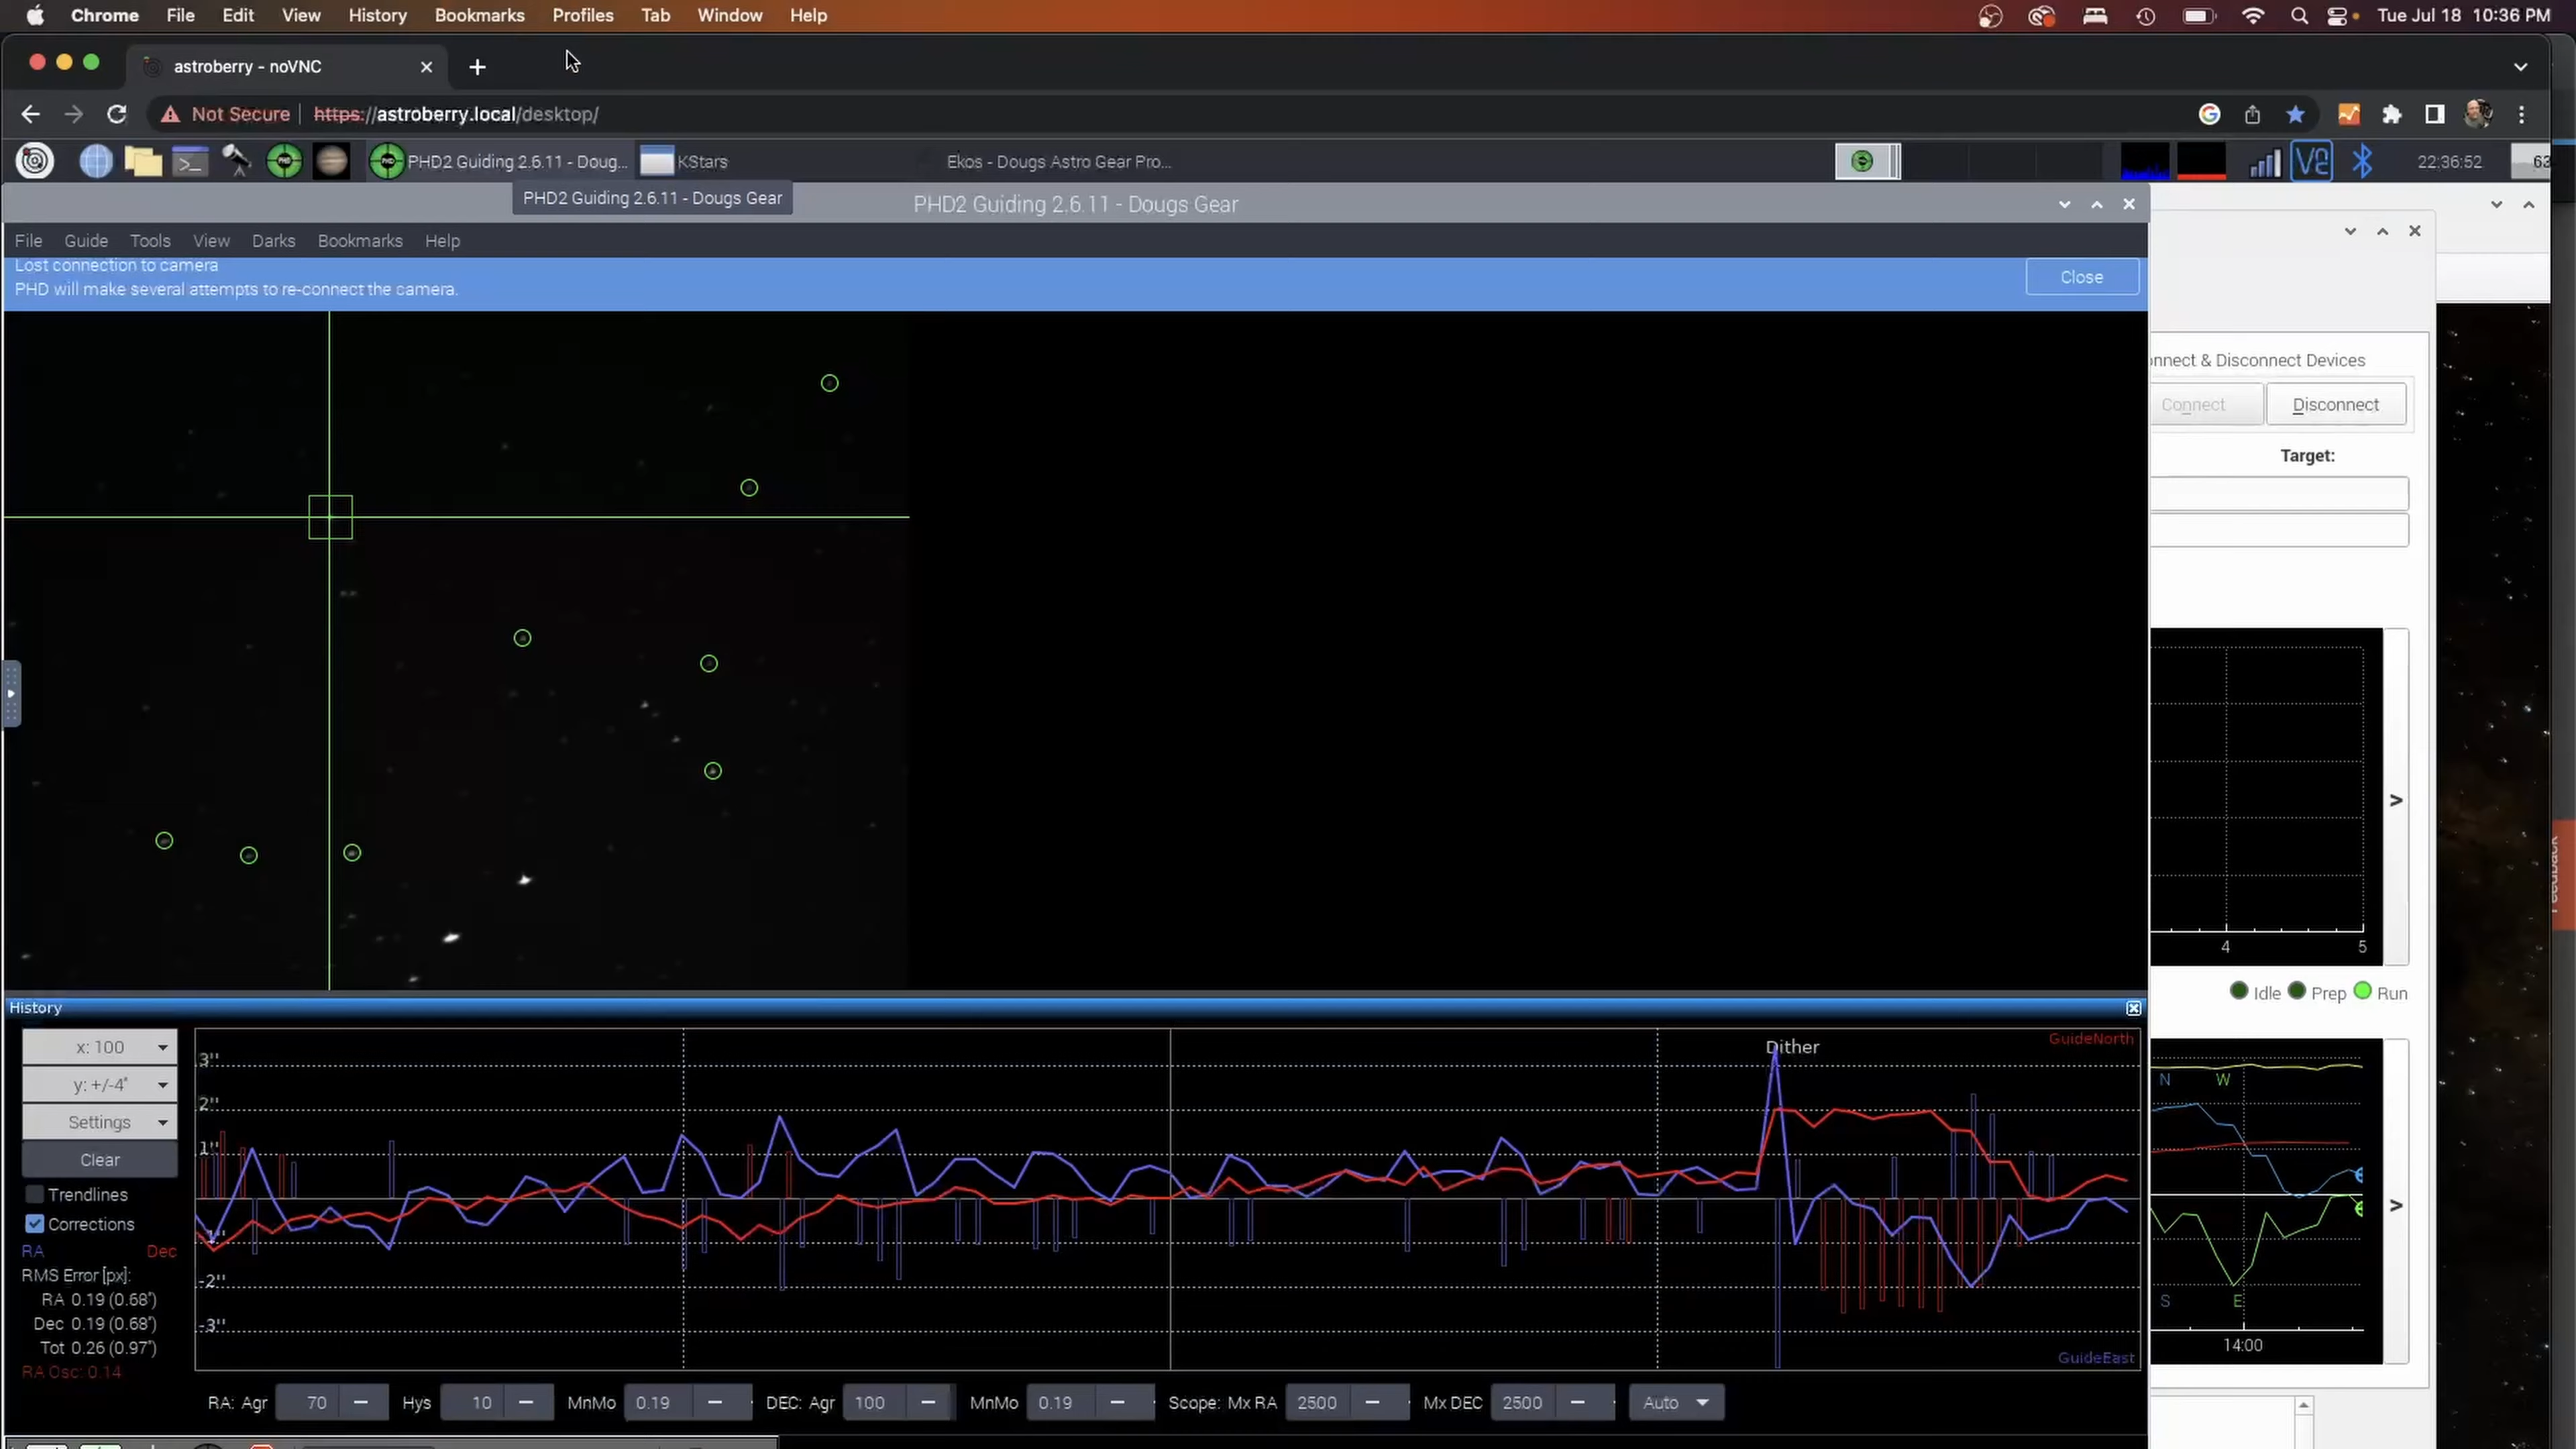 Chrome File Edit View History Bookmarks Profiles Tab Window Help Tue Jul 18 10:36 PM
astroberry - noVNC
Not Secure https://astroberry.local/desktop/
PHD2 Guiding 2.6.11 - Doug... KStars Ekos - Dougs Astro Gear Pro... 22:36:52 63
PHD2 Guiding 2.6.11 - Dougs Gear
PHD2 Guiding 2.6.11 - Dougs Gear
File Guide Tools View Darks Bookmarks Help
Lost connection to camera
PHD will make several attempts to re-connect the camera.
Close
nnect & Disconnect Devices
Connect Disconnect
Target:
Feedback
4 5
Idle Prep Run
History
x: 100
y: +/-4"
Settings
Clear
Trendlines
Corrections
RA Dec
RMS Error [px]:
RA 0.19 (0.68")
Dec 0.19 (0.68")
Tot 0.26 (0.97")
RA Osc: 0.14
3"
2"
1"
-1"
-2"
-3"
Dither
GuideNorth
GuideEast
N W
S E
14:00
RA: Agr 70 Hys 10 MnMo 0.19 DEC: Agr 100 MnMo 0.19 Scope: Mx RA 2500 Mx DEC 2500 Auto